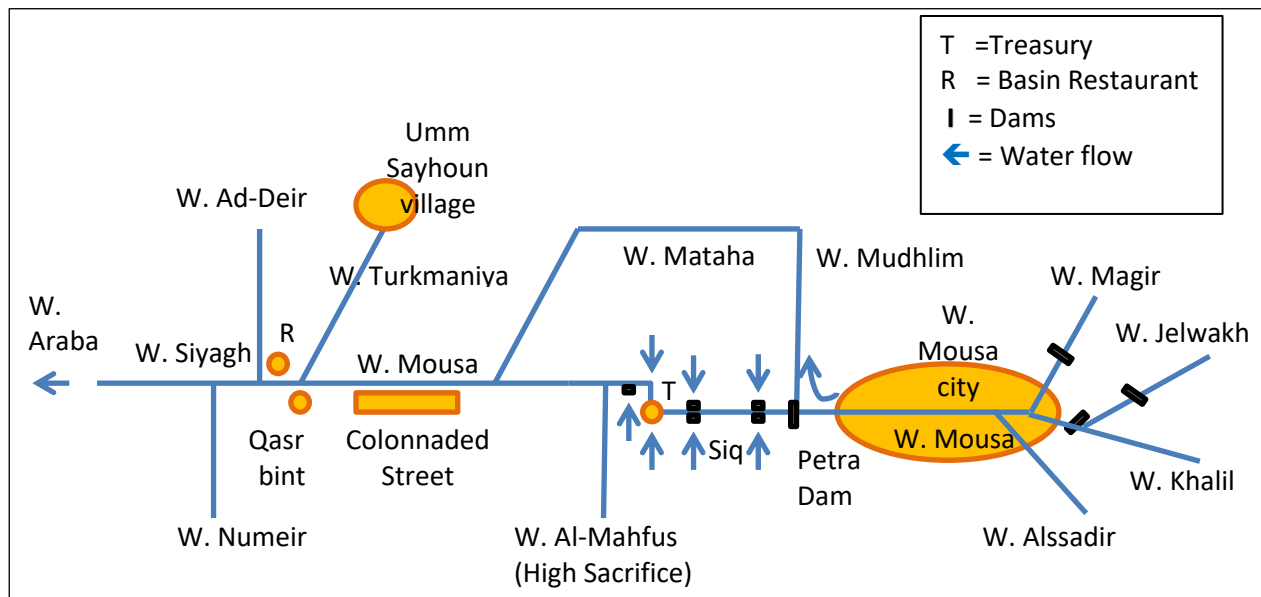 T =Treasury
R = Basin Restaurant
= Dams
= Water flow
Umm
Sayhoun
village
W. Ad-Deir
W. Turkmaniya
W. Mataha
W. Mudhlim
W. Magir
W. Jelwakh
W.
Araba
W. Siyagh
R
W. Mousa
T
W.
Mousa
city
W. Mousa
Qasr
bint
Colonnaded
Street
Siq
Petra
Dam
W. Khalil
W. Numeir
W. Al-Mahfus
(High Sacrifice)
W. Alssadir